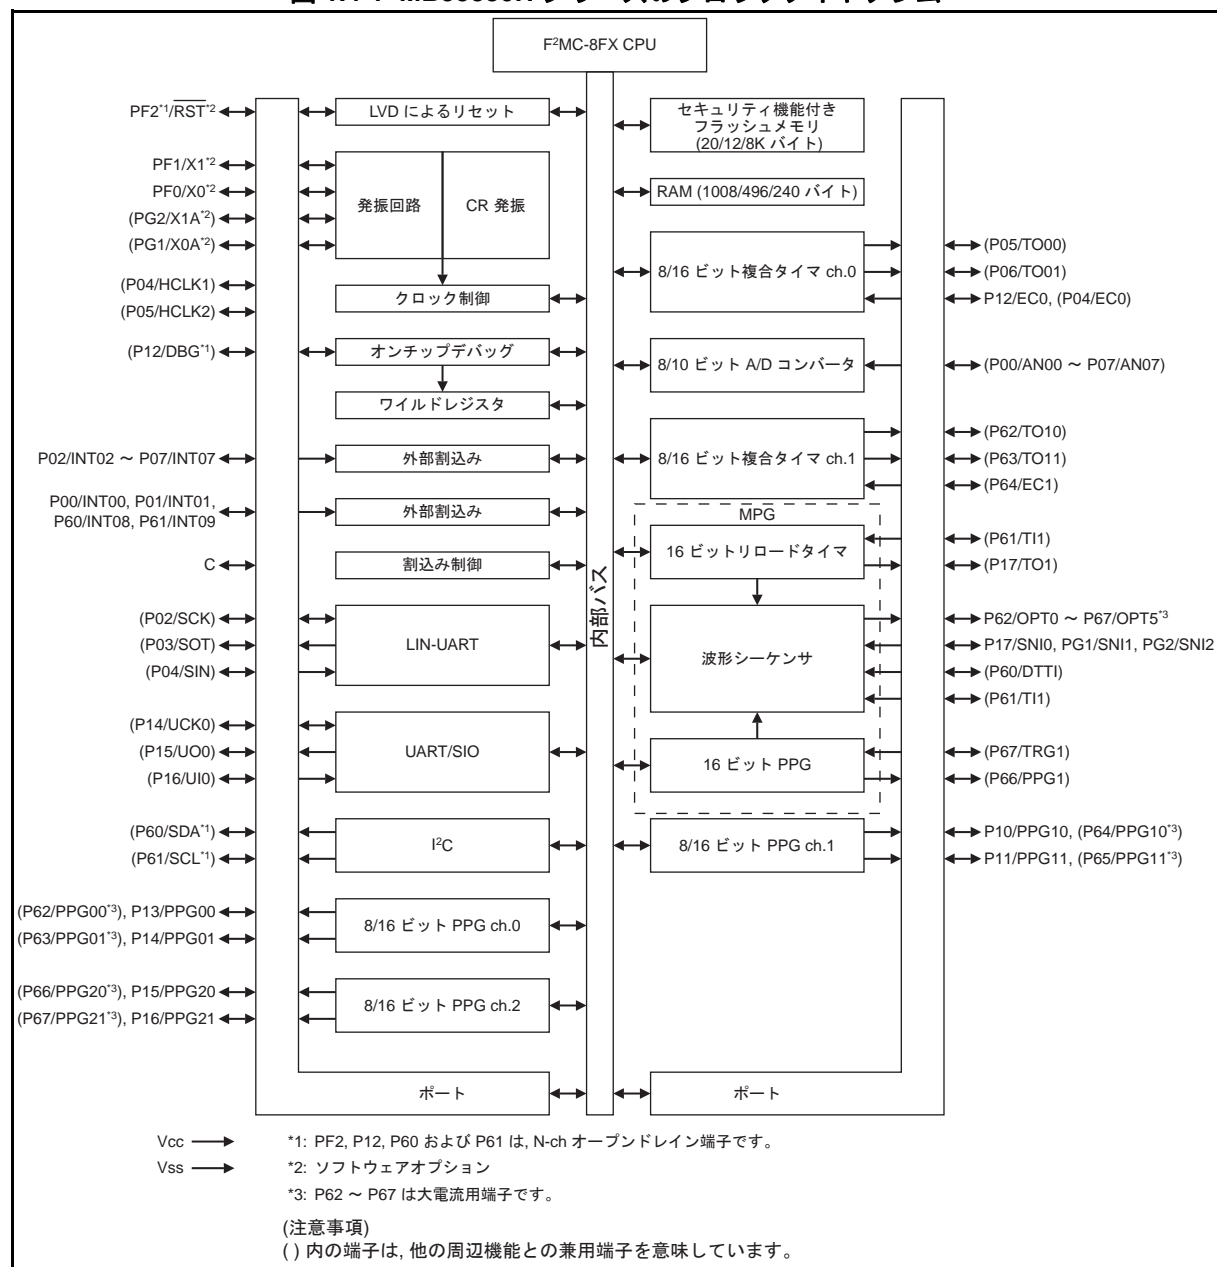 F²MC-8FX CPU
PF2*1/RST*2
LVD によるリセット
セキュリティ機能付き
フラッシュメモリ
(20/12/8K バイト)
PF1/X1*2
PF0/X0*2
(PG2/X1A*2)
(PG1/X0A*2)
発振回路
CR 発振
RAM (1008/496/240 バイト)
(P04/HCLK1)
(P05/HCLK2)
クロック制御
8/16 ビット複合タイマ ch.0
(P05/TO00)
(P06/TO01)
P12/EC0, (P04/EC0)
(P12/DBG*1)
オンチップデバッグ
8/10 ビット A/D コンバータ
(P00/AN00 ~ P07/AN07)
ワイルドレジスタ
P02/INT02 ~ P07/INT07
外部割込み
8/16 ビット複合タイマ ch.1
(P62/TO10)
(P63/TO11)
(P64/EC1)
P00/INT00, P01/INT01,
P60/INT08, P61/INT09
外部割込み
MPG
C
割込み制御
内部バス
16 ビットリロードタイマ
(P61/TI1)
(P17/TO1)
(P02/SCK)
(P03/SOT)
(P04/SIN)
LIN-UART
波形シーケンサ
P62/OPT0 ~ P67/OPT5*3
P17/SNI0, PG1/SNI1, PG2/SNI2
(P60/DTTI)
(P61/TI1)
(P14/UCK0)
(P15/UO0)
(P16/UI0)
UART/SIO
16 ビット PPG
(P67/TRG1)
(P66/PPG1)
(P60/SDA*1)
(P61/SCL*1)
I²C
8/16 ビット PPG ch.1
P10/PPG10, (P64/PPG10*3)
P11/PPG11, (P65/PPG11*3)
(P62/PPG00*3), P13/PPG00
(P63/PPG01*3), P14/PPG01
8/16 ビット PPG ch.0
(P66/PPG20*3), P15/PPG20
(P67/PPG21*3), P16/PPG21
8/16 ビット PPG ch.2
ポート
ポート
Vcc
Vss
*1: PF2, P12, P60 および P61 は, N-ch オープンドレイン端子です。
*2: ソフトウェアオプション
*3: P62 ~ P67 は大電流用端子です。
(注意事項)
( ) 内の端子は, 他の周辺機能との兼用端子を意味しています。